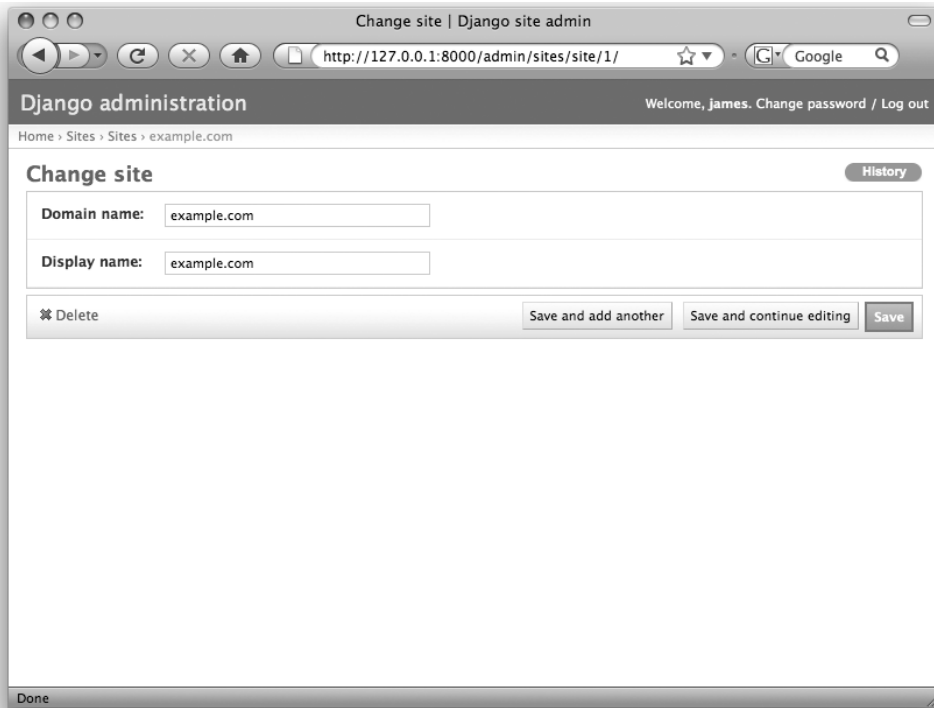 Change site | Django site admin
http://127.0.0.1:8000/admin/sites/site/1/ G Google
Django administration Welcome, james. Change password / Log out
Home › Sites › Sites › example.com
Change site History
Domain name: example.com
Display name: example.com
Delete Save and add another Save and continue editing Save
Done